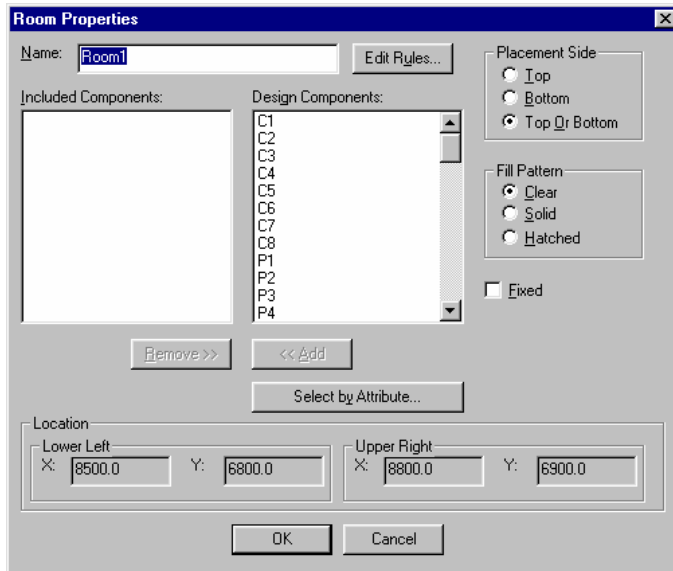 Room Properties
Name: Room1 Edit Rules...
Included Components: Design Components:
C1
C2
C3
C4
C5
C6
C7
C8
P1
P2
P3
P4
Placement Side
Top
Bottom
Top Or Bottom
Fill Pattern
Clear
Solid
Hatched
Fixed
Remove >> << Add
Select by Attribute...
Location
Lower Left Upper Right
X: 8500.0 Y: 6800.0 X: 8800.0 Y: 6900.0
OK Cancel